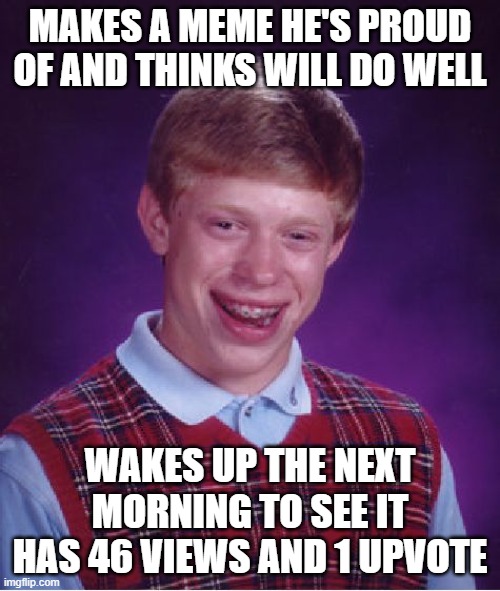 MAKES A MEME HE'S PROUD
OF AND THINKS WILL DO WELL
WAKES UP THE NEXT
MORNING TO SEE IT
HAS 46 VIEWS AND 1 UPVOTE
imgflip.com